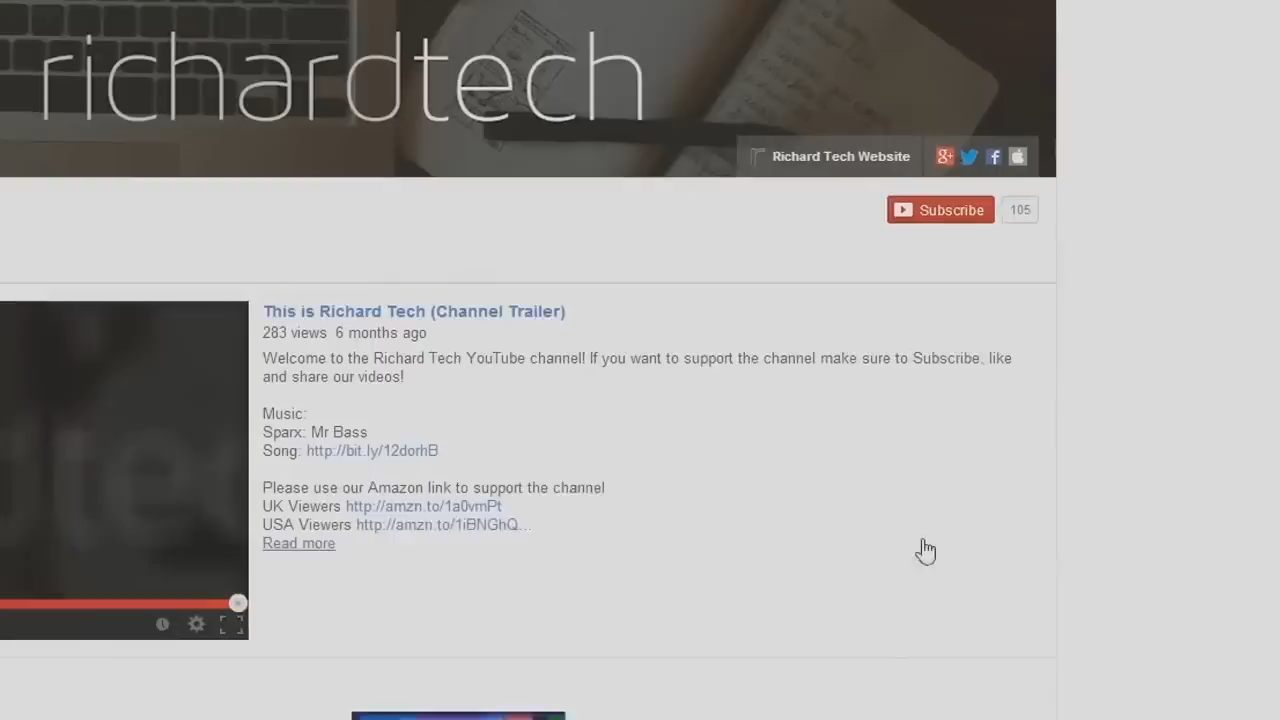 richardtech
Richard Tech Website
Subscribe 105
This is Richard Tech (Channel Trailer)
283 views 6 months ago
Welcome to the Richard Tech YouTube channel! If you want to support the channel make sure to Subscribe, like
and share our videos!
Music:
Sparx: Mr Bass
Song: http://bit.ly/12dorhB
Please use our Amazon link to support the channel
UK Viewers http://amzn.to/1a0vmPt
USA Viewers http://amzn.to/1iBNGhQ...
Read more